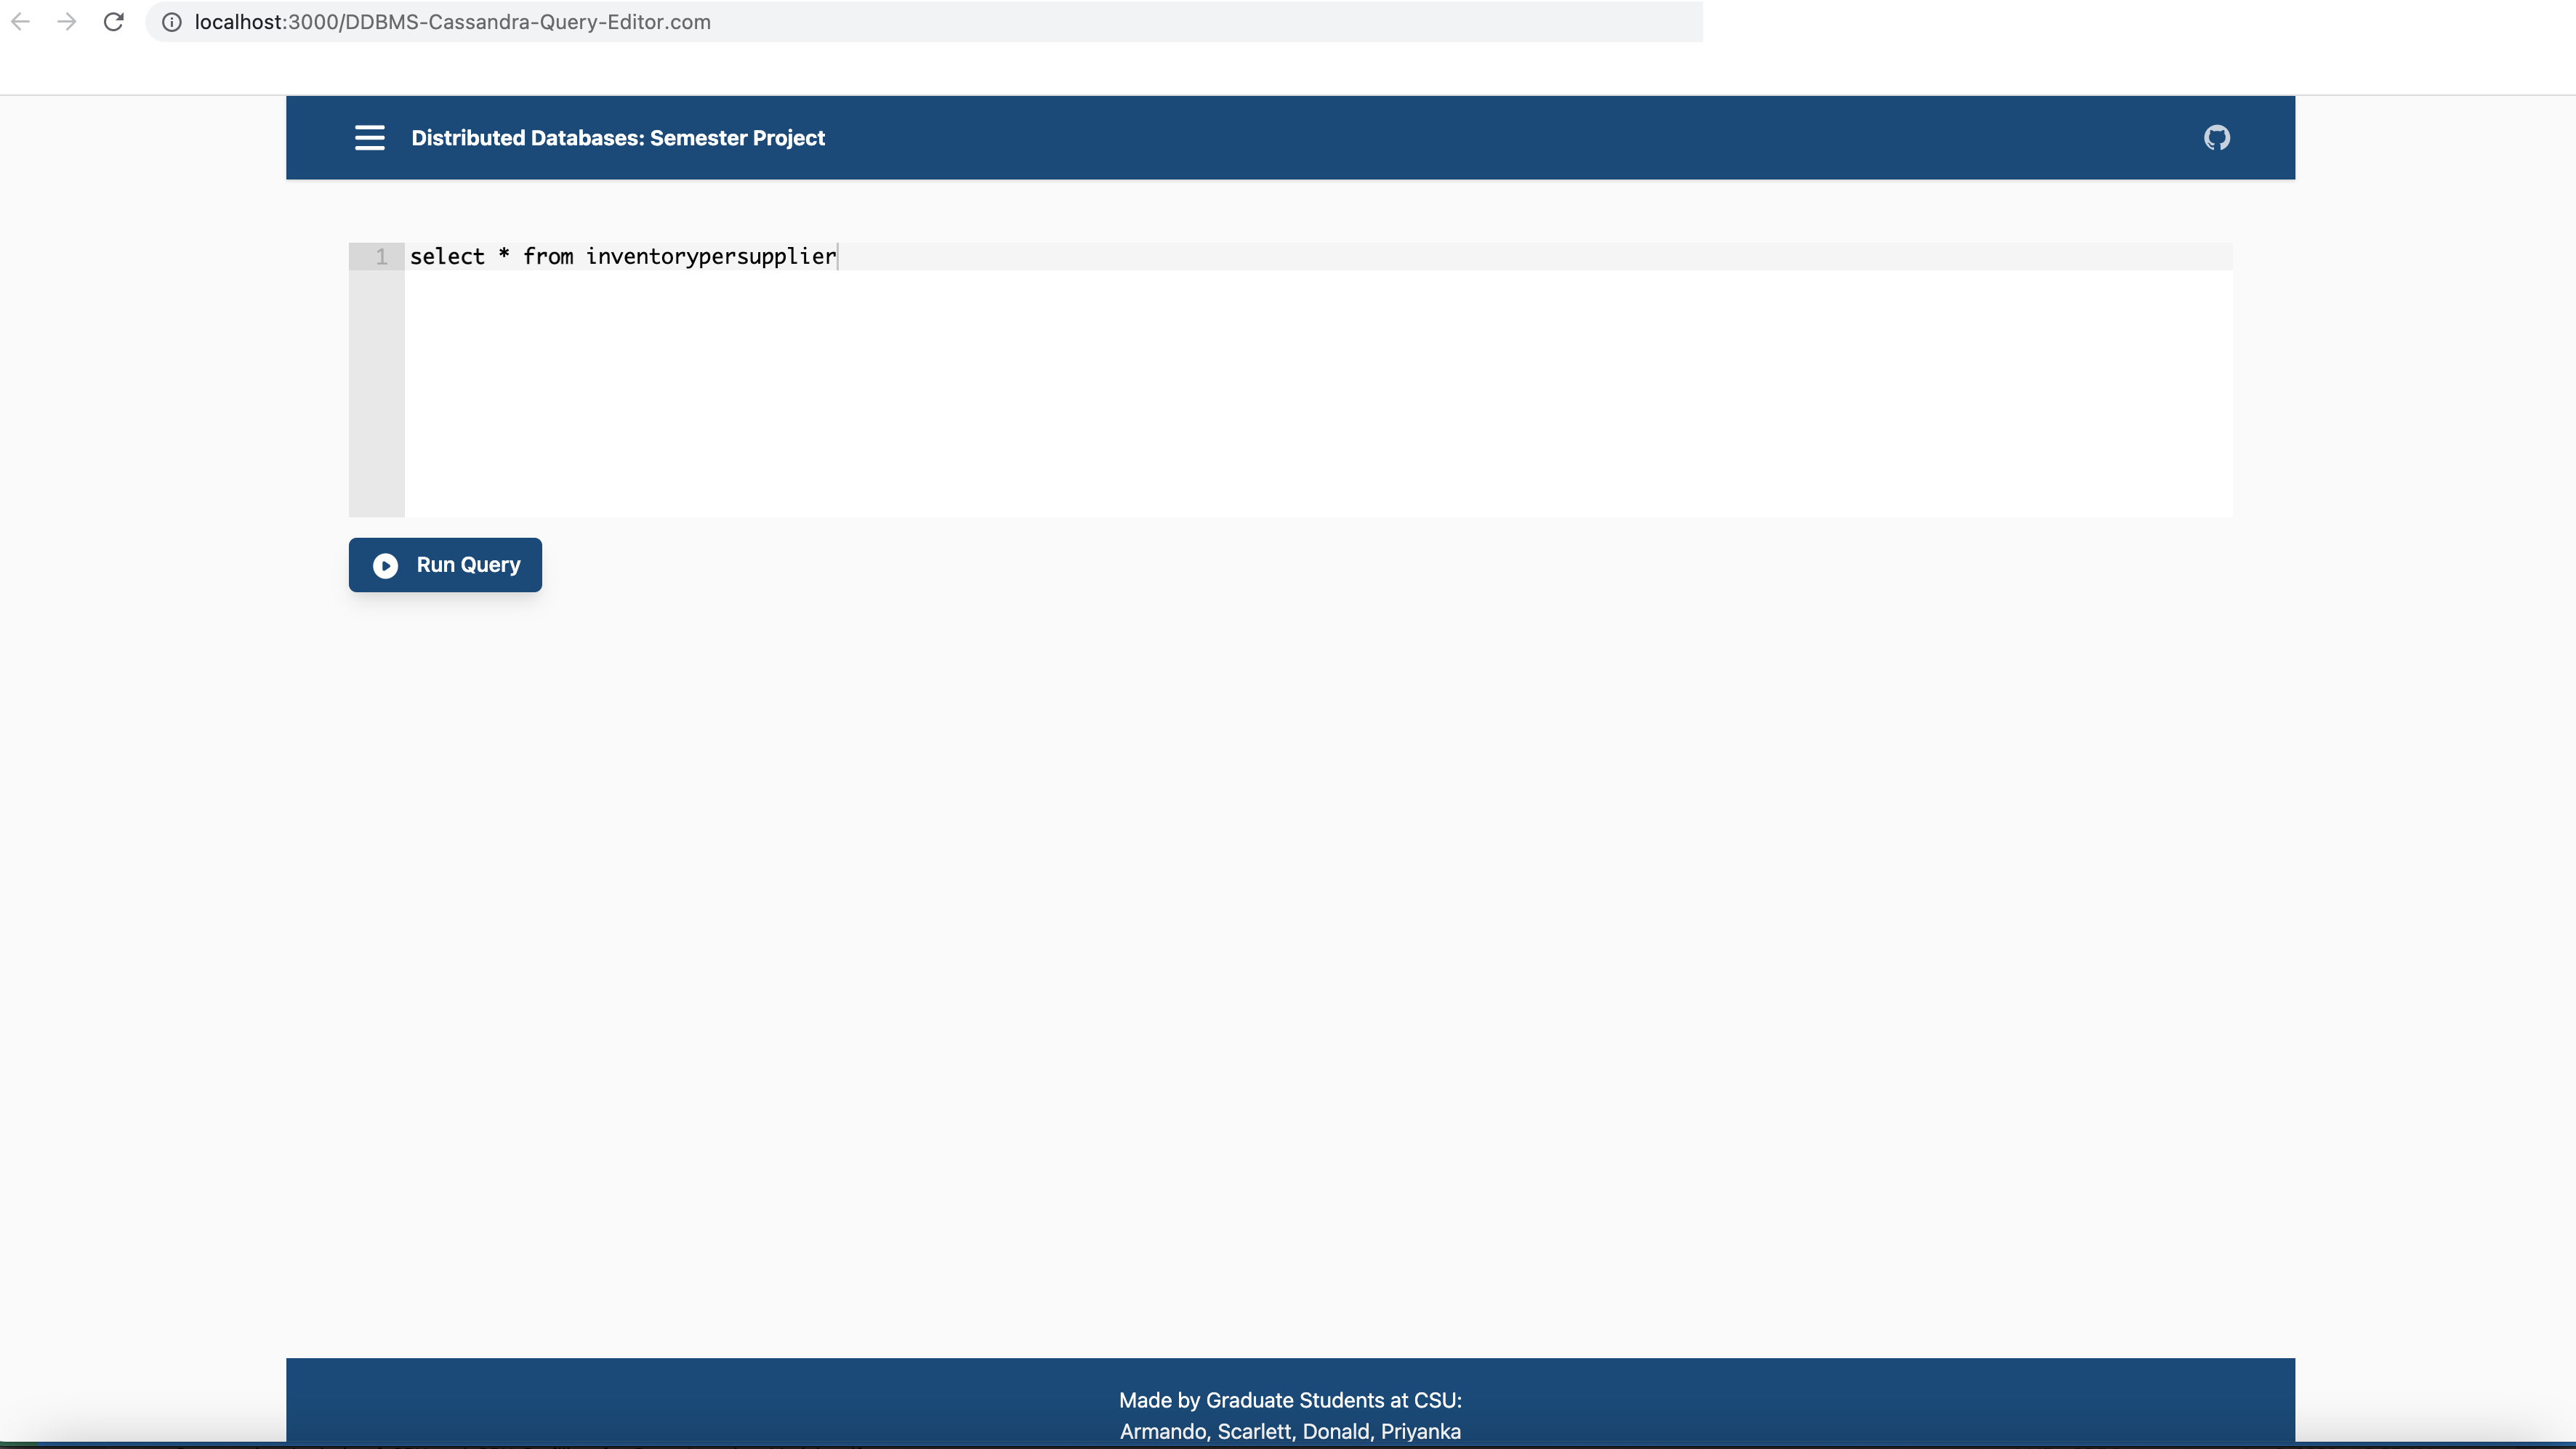 localhost:3000/DDBMS-Cassandra-Query-Editor.com
Distributed Databases: Semester Project
1 select * from inventorypersupplier
Run Query
Made by Graduate Students at CSU:
Armando, Scarlett, Donald, Priyanka